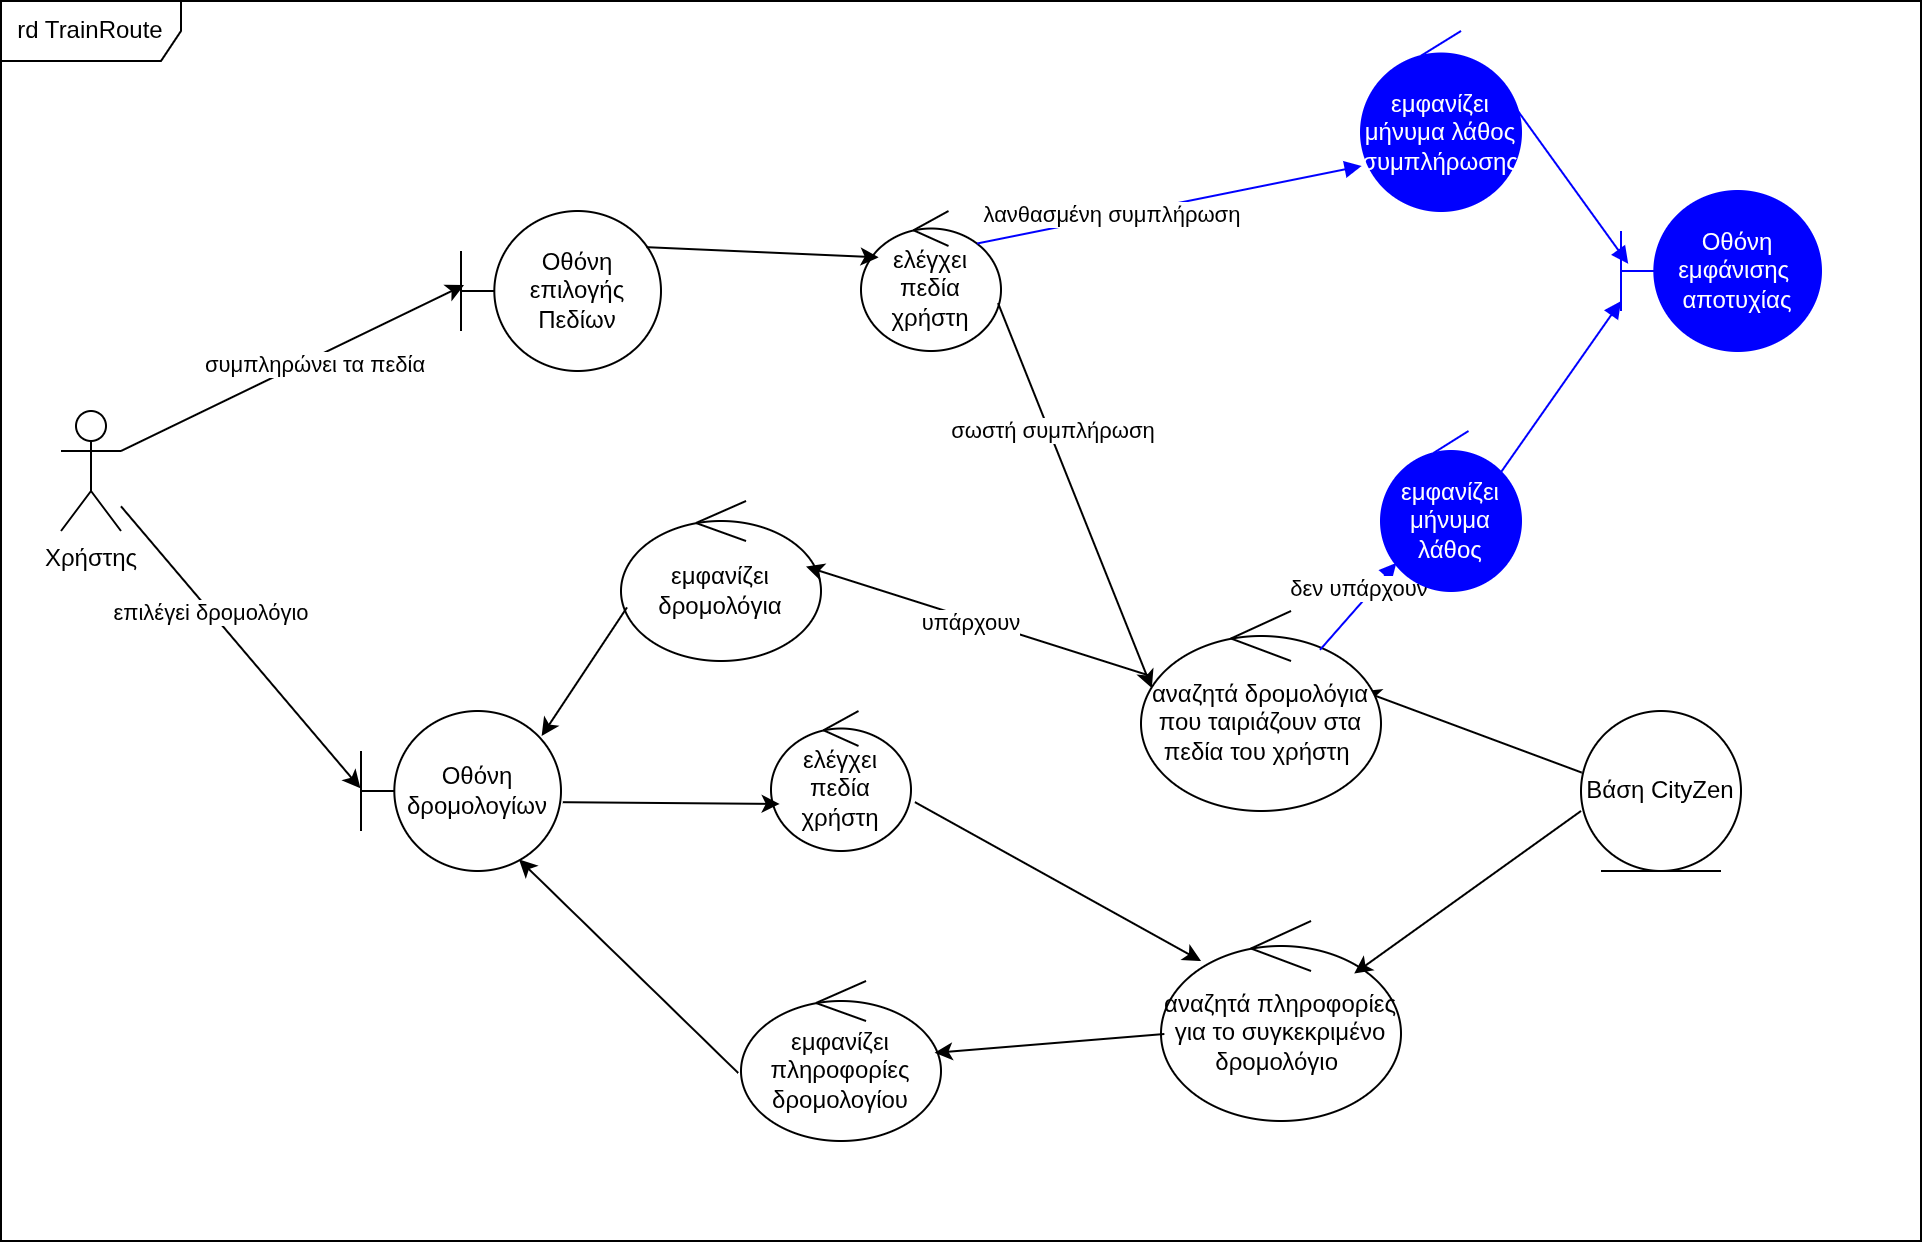 rd TrainRoute
εμφανίζει
μήνυμα λάθος
συμπλήρωσης
λανθασμένη συμπλήρωση
Οθόνη
επιλογής
Πεδίων
ελέγχει
πεδία
χρήστη
Οθόνη
εμφάνισης
αποτυχίας
συμπληρώνει τα πεδία
σωστή συμπλήρωση
Χρήστης
εμφανίζει
μήνυμα
λάθος
επιλέγεi δρομολόγιο
εμφανίζει
δρομολόγια
υπάρχουν
δεν υπάρχουν
αναζητά δρομολόγια
που ταιριάζουν στα
πεδία του χρήστη
Οθόνη
δρομολογίων
ελέγχει
πεδία
χρήστη
Βάση CityZen
αναζητά πληροφορίες
για το συγκεκριμένο
δρομολόγιο
εμφανίζει
πληροφορίες
δρομολογίου